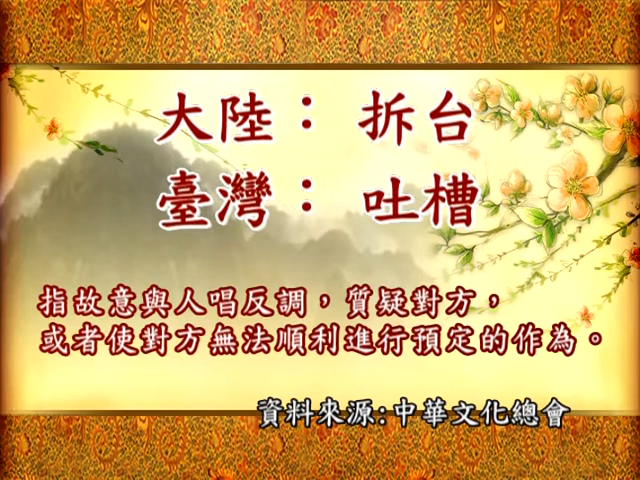 大陸：拆台
臺灣：吐槽
指故意與人唱反調，質疑對方，
或者使對方無法順利進行預定的作為。
資料來源:中華文化總會